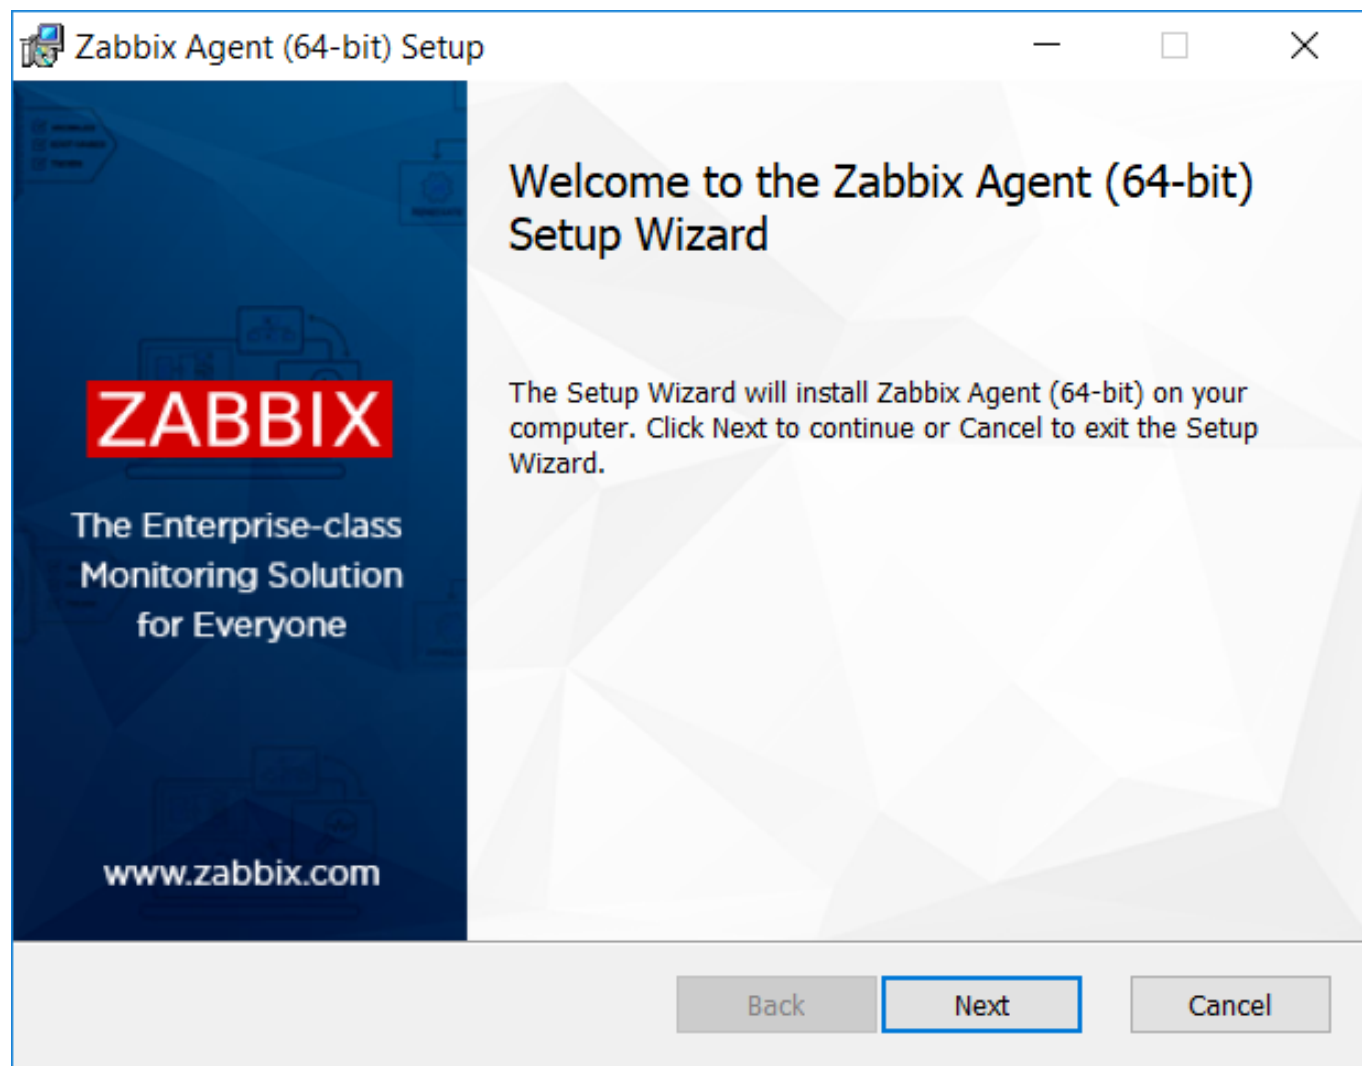 Zabbix Agent (64-bit) Setup
Welcome to the Zabbix Agent (64-bit)
Setup Wizard
The Setup Wizard will install Zabbix Agent (64-bit) on your
computer. Click Next to continue or Cancel to exit the Setup
Wizard.
ZABBIX
The Enterprise-class
Monitoring Solution
for Everyone
www.zabbix.com
Back
Next
Cancel